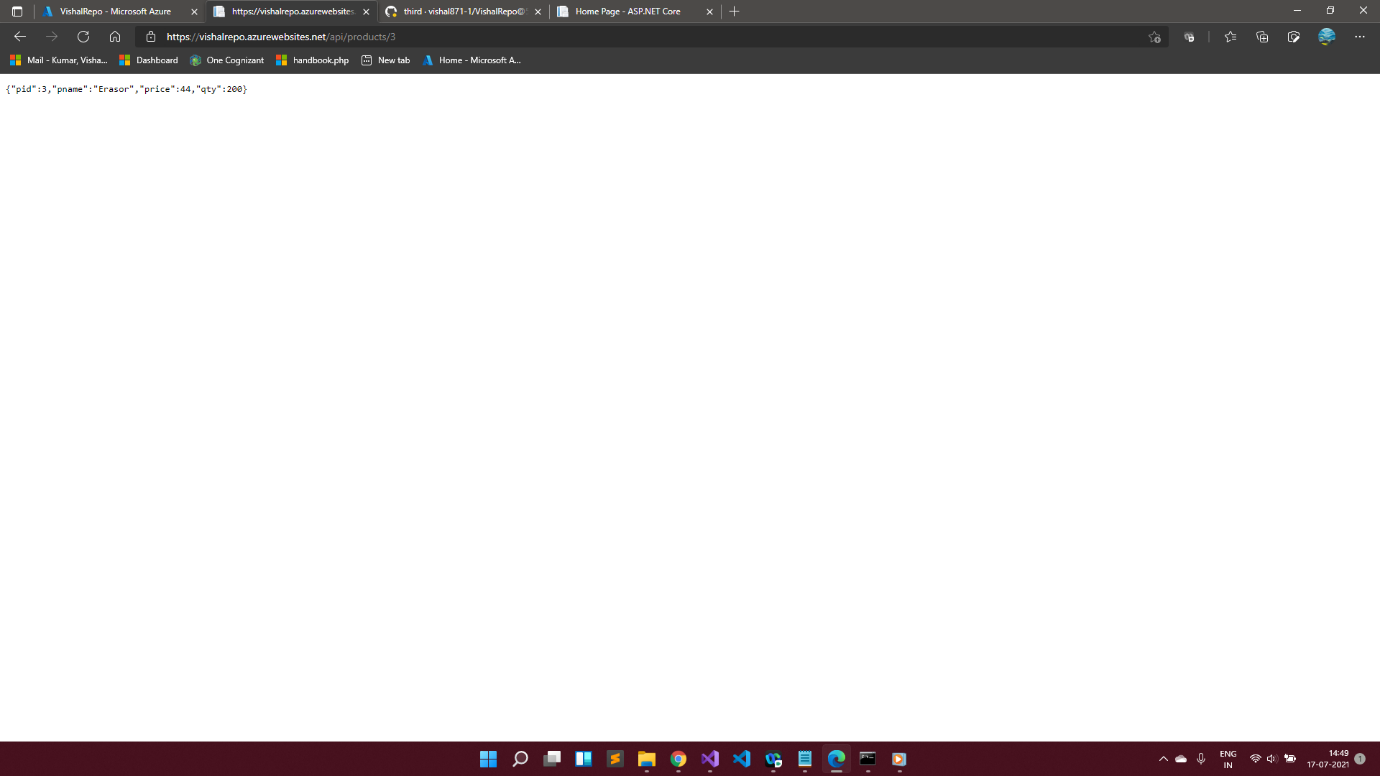 VishalRepo - Microsoft Azure
https://vishalrepo.azurewebsites.
third · vishal871-1/VishalRepo@
Home Page - ASP.NET Core
https://vishalrepo.azurewebsites.net/api/products/3
Mail - Kumar, Visha...
Dashboard
One Cognizant
handbook.php
New tab
Home - Microsoft A...
{"pid":3,"pname":"Erasor","price":44,"qty":200}
ENG
IN
14:49
17-07-2021
1